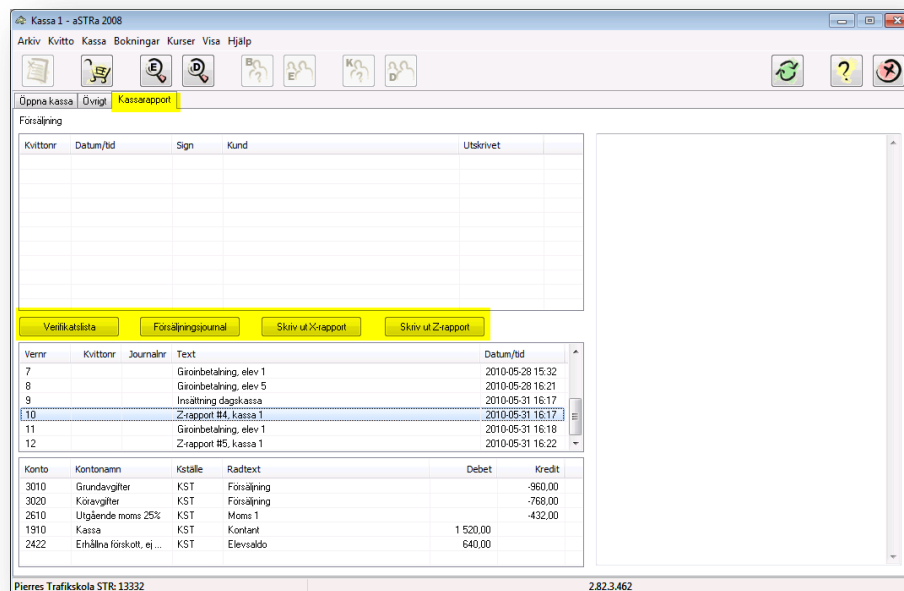 Kassa 1 - aSTRa 2008
Arkiv Kvitto Kassa Bokningar Kurser Visa Hjälp
E D B ? E K ? D ?
Öppna kassa Övrigt Kassarapport
Försäljning
Kvittonr Datum/tid Sign Kund Utskrivet
Verifikatslista Försäljningsjournal Skriv ut X-rapport Skriv ut Z-rapport
Vernr Kvittonr Journalnr Text Datum/tid
7 Giroinbetalning, elev 1 2010-05-28 15:32
8 Giroinbetalning, elev 5 2010-05-28 16:21
9 Insättning dagskassa 2010-05-31 16:17
10 Z-rapport #4, kassa 1 2010-05-31 16:17
11 Giroinbetalning, elev 1 2010-05-31 16:18
12 Z-rapport #5, kassa 1 2010-05-31 16:22
Konto Kontonamn Kställe Radtext Debet Kredit
3010 Grundavgifter KST Försäljning -960,00
3020 Köravgifter KST Försäljning -768,00
2610 Utgående moms 25% KST Moms 1 -432,00
1910 Kassa KST Kontant 1 520,00
2422 Erhållna förskott, ej ... KST Elevsaldo 640,00
Pierres Trafikskola STR: 13332 2.82.3.462